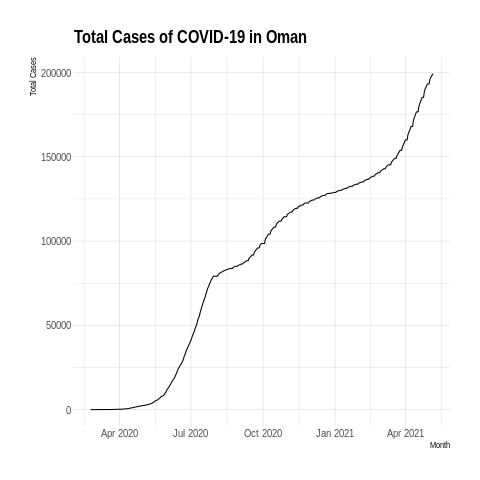 Total Cases of COVID-19 in Oman
Total Cases
200000
150000
100000
50000
0
Apr 2020 Jul 2020 Oct 2020 Jan 2021 Apr 2021
Month